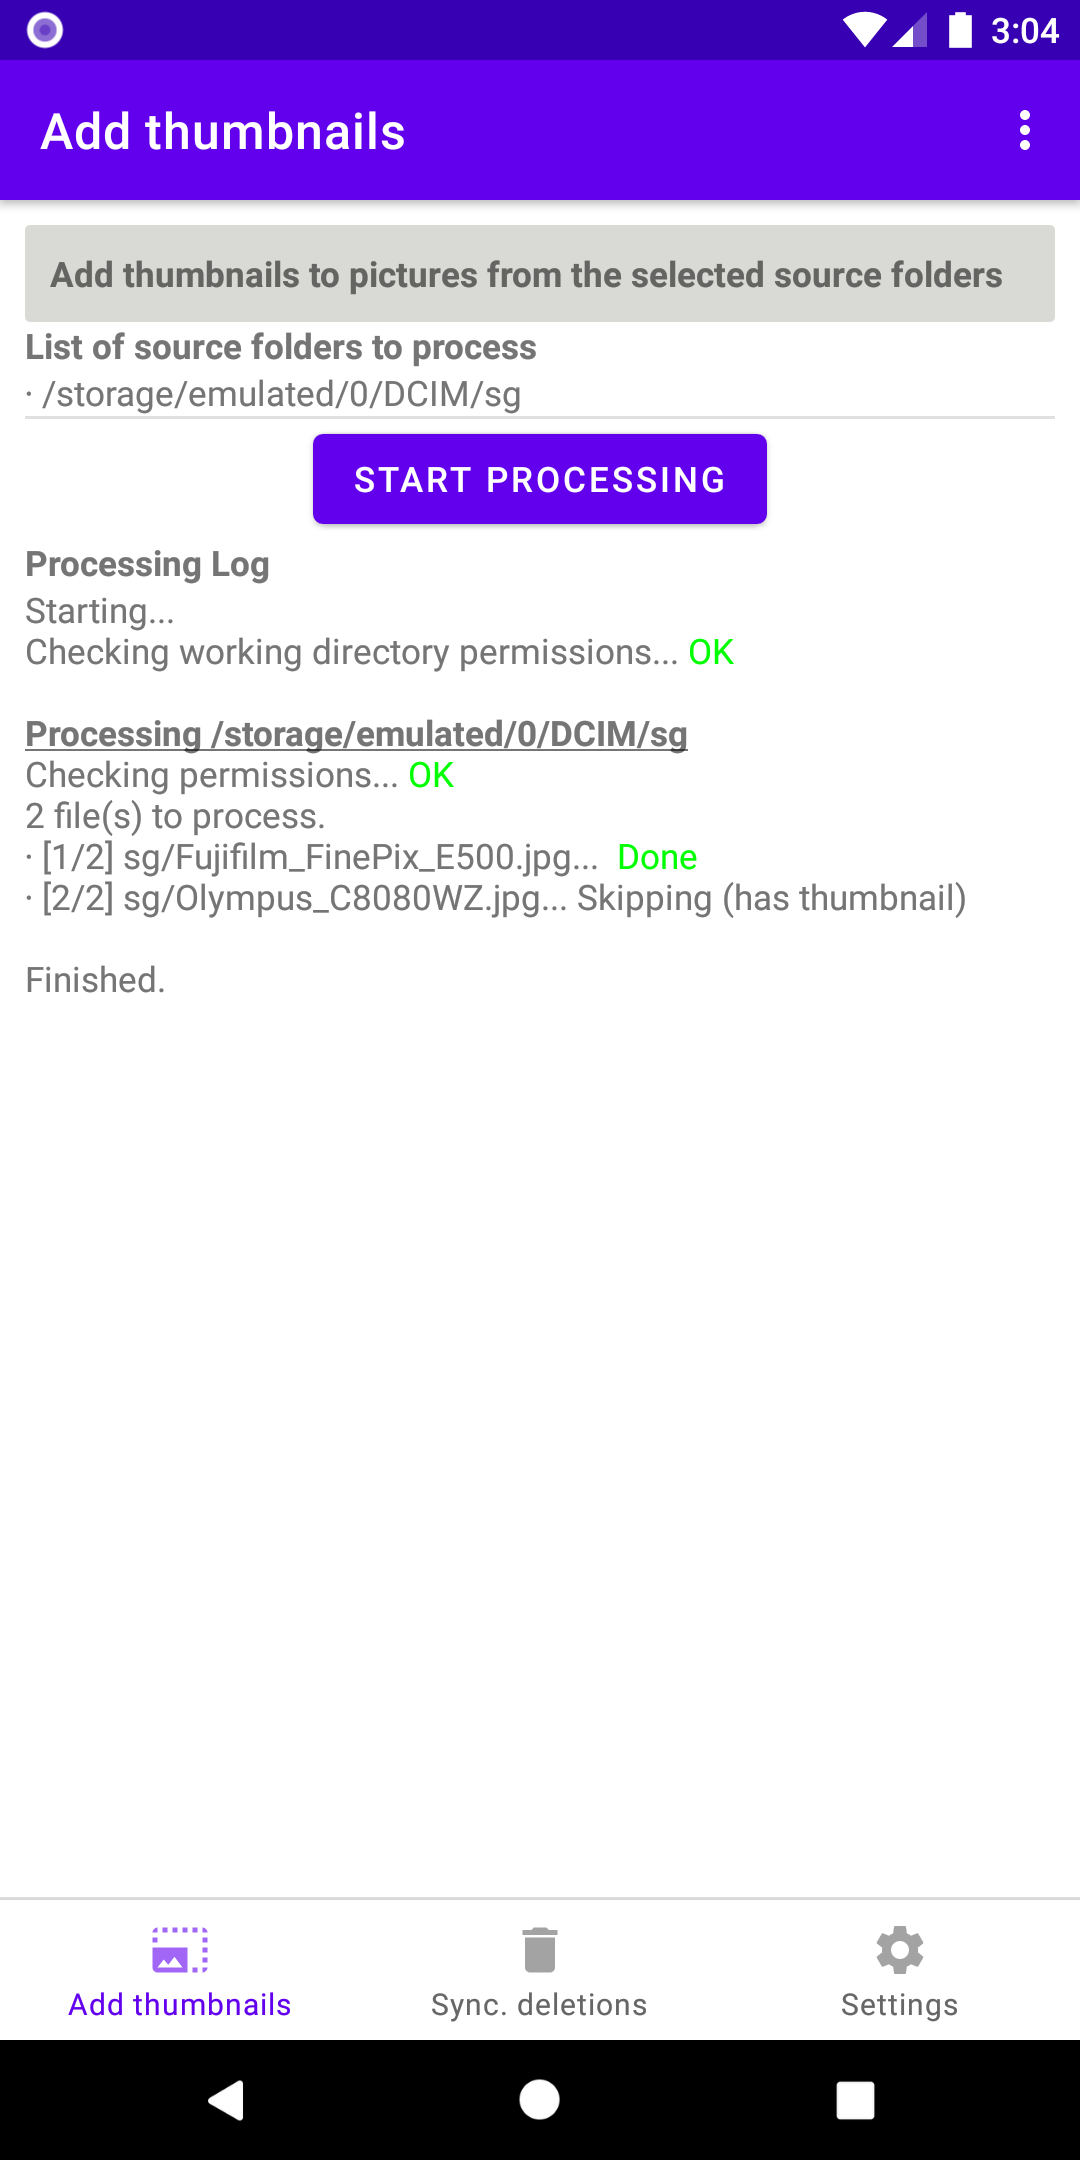 3:04
Add thumbnails
Add thumbnails to pictures from the selected source folders
List of source folders to process
· /storage/emulated/0/DCIM/sg
START PROCESSING
Processing Log
Starting...
Checking working directory permissions... OK
Processing /storage/emulated/0/DCIM/sg
Checking permissions... OK
2 file(s) to process.
· [1/2] sg/Fujifilm_FinePix_E500.jpg... Done
· [2/2] sg/Olympus_C8080WZ.jpg... Skipping (has thumbnail)
Finished.
Add thumbnails
Sync. deletions
Settings